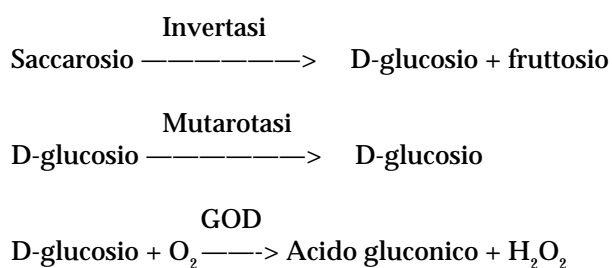 Invertasi
Saccarosio ——————> D-glucosio + fruttosio
Mutarotasi
D-glucosio ——————> D-glucosio
GOD
D-glucosio + O₂ ——-> Acido gluconico + H₂O₂